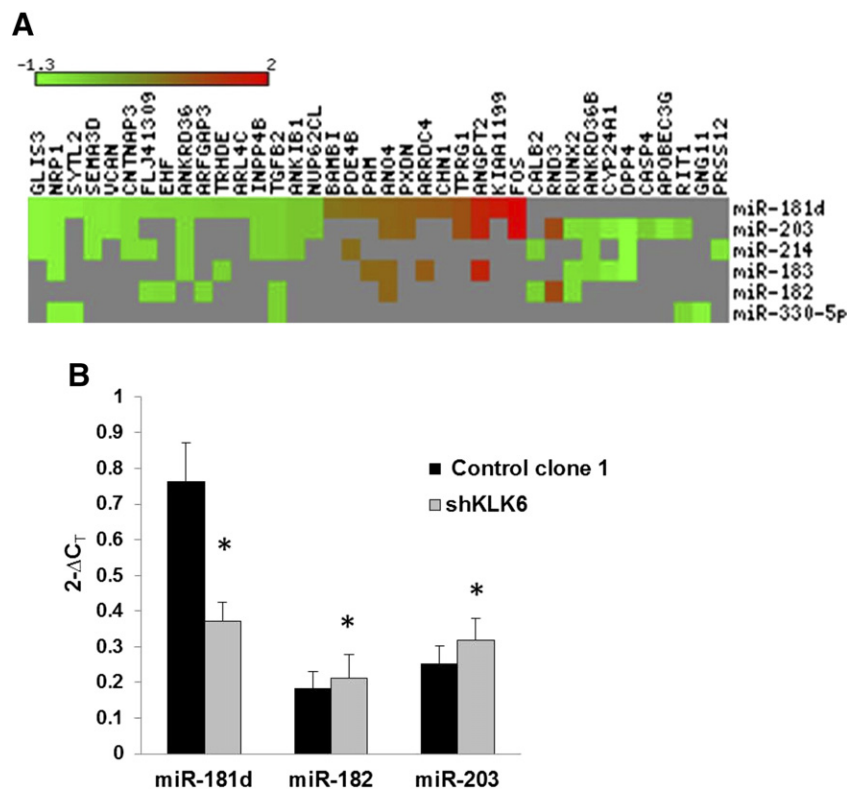 A
-1.3
2
GLIS3
NRP1
SYTL2
SEMA3D
VCAN
CNTNAP3
FLJ41309
EHF
ANKRD36
ARFGAP3
TRHDE
ARL4C
INPP4B
TGFB2
ANKIB1
NUP62CL
BAMBI
PDE4B
PAM
ANO4
PXDN
ARRDC4
CHN1
TPRG1
ANGPT2
KIAA1199
FOS
CALB2
RND3
RUNX2
ANKRD36B
CYP24A1
DPP4
CASP4
APOBEC3G
RIT1
GNG11
PRSS12
miR-181d
miR-203
miR-214
miR-183
miR-182
miR-330-5p
B
1
0.9
0.8
0.7
0.6
0.5
0.4
0.3
0.2
0.1
0
2-ΔCT
Control clone 1
shKLK6
*
*
*
miR-181d
miR-182
miR-203